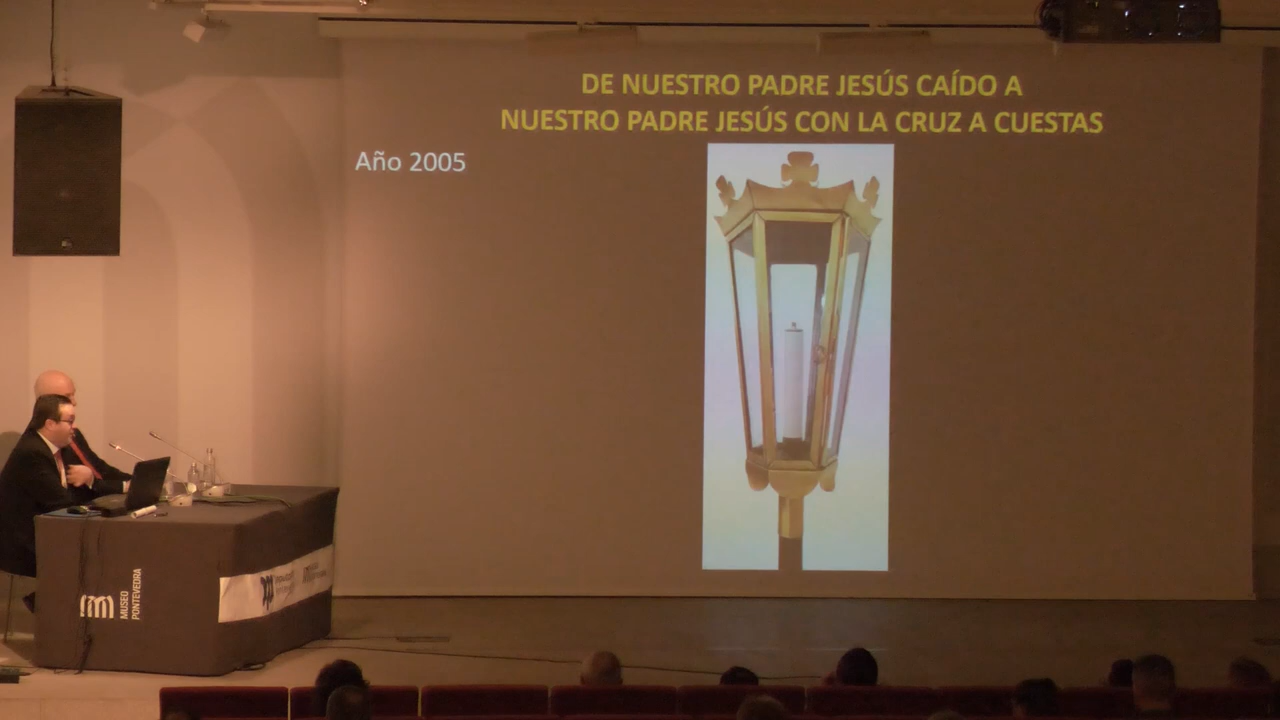 DE NUESTRO PADRE JESÚS CAÍDO A
NUESTRO PADRE JESÚS CON LA CRUZ A CUESTAS
Año 2005
MUSEO
PONTEVEDRA